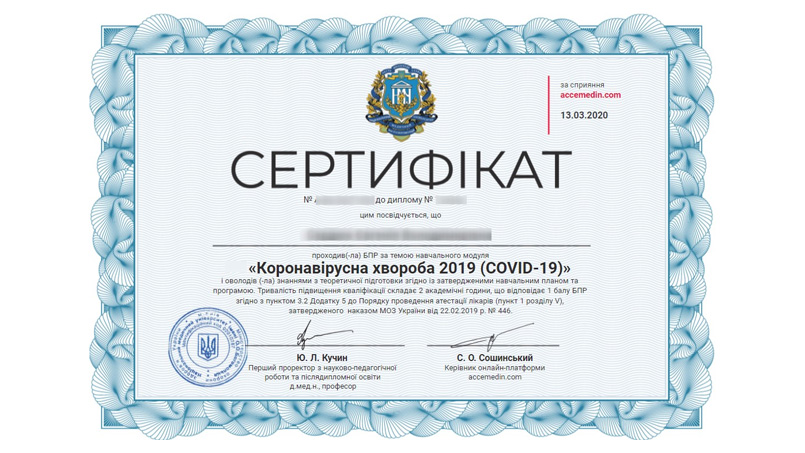 за сприяння
accemedin.com
13.03.2020
СЕРТИФІКАТ
№ до диплому №
цим посвідчується, що
проходив(-ла) БПР за темою навчального модуля
«Коронавірусна хвороба 2019 (COVID-19)»
і оволодів (-ла) знаннями з теоретичної підготовки згідно із затвердженими навчальним планом та
програмою. Тривалість підвищення кваліфікації складає 2 академічні години, що відповідає 1 балу БПР
згідно з пунктом 3.2 Додатку 5 до Порядку проведення атестації лікарів (пункт 1 розділу V),
затвердженого наказом МОЗ України від 22.02.2019 р. № 446.
Ю. Л. Кучин
Перший проректор з науково-педагогічної
роботи та післядипломної освіти
д.мед.н., професор
С. О. Сошинський
Керівник онлайн-платформи
accemedin.com